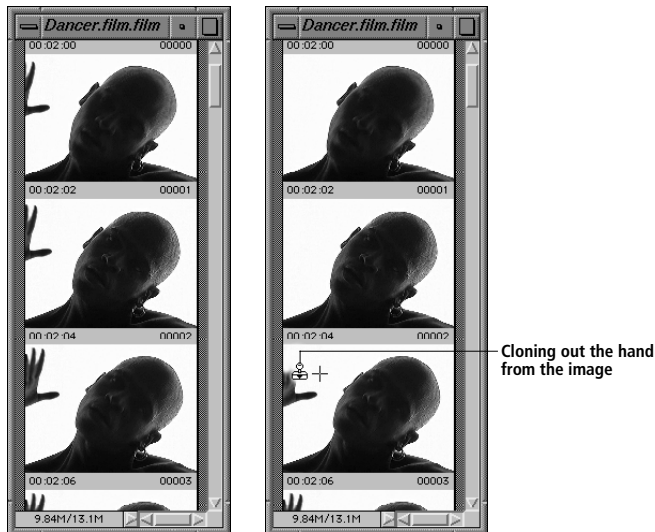 Dancer.film.film
00:02:00 00000
00:02:02 00001
00:02:04 00002
00:02:06 00003
9.84M/13.1M
Dancer.film.film
00:02:00 00000
00:02:02 00001
00:02:04 00002
Cloning out the hand
from the image
00:02:06 00003
9.84M/13.1M